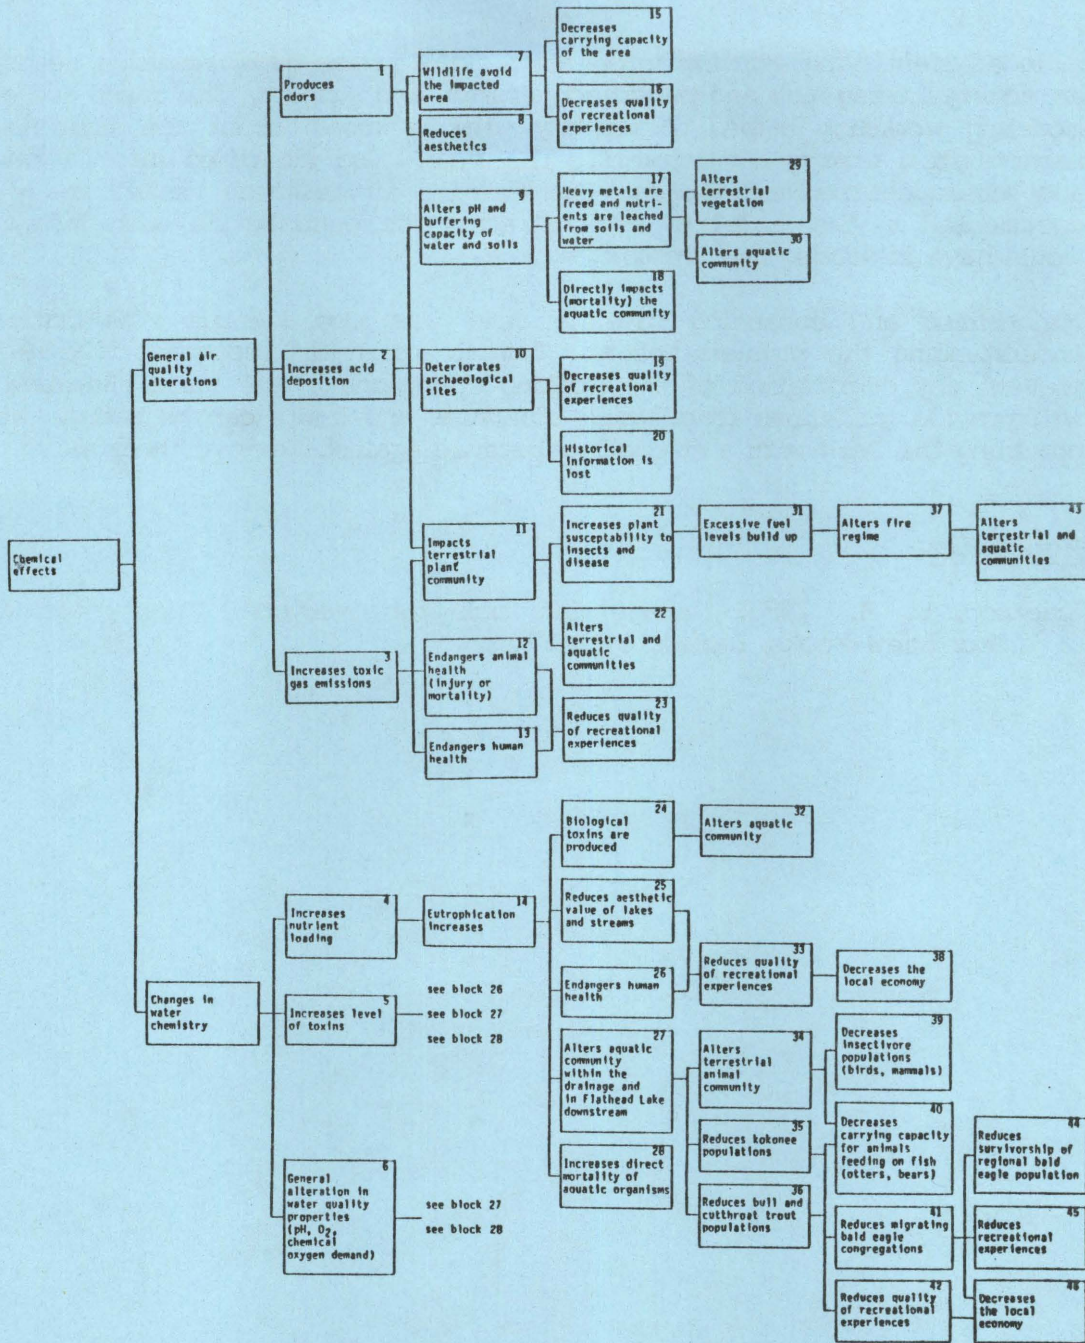 Chemical
effects
General air
quality
alterations
Changes in
water
chemistry
1
Produces
odors
2
Increases acid
deposition
3
Increases toxic
gas emissions
4
Increases
nutrient
loading
5
Increases level
of toxins
6
General
alteration in
water quality
properties
(pH, O2,
chemical
oxygen demand)
7
Wildlife avoid
the impacted
area
8
Reduces
aesthetics
9
Alters pH and
buffering
capacity of
water and soils
10
Deteriorates
archaeological
sites
11
Impacts
terrestrial
plant
community
12
Endangers animal
health
(injury or
mortality)
13
Endangers human
health
14
Eutrophication
increases
see block 26
see block 27
see block 28
see block 27
see block 28
15
Decreases
carrying capacity
of the area
16
Decreases quality
of recreational
experiences
17
Heavy metals are
freed and nutri-
ents are leached
from soils and
water
18
Directly impacts
(mortality) the
aquatic community
19
Decreases quality
of recreational
experiences
20
Historical
information is
lost
21
Increases plant
susceptability to
insects and
disease
22
Alters
terrestrial and
aquatic
communities
23
Reduces quality
of recreational
experiences
24
Biological
toxins are
produced
25
Reduces aesthetic
value of lakes
and streams
26
Endangers human
health
27
Alters aquatic
community
within the
drainage and
in Flathead Lake
downstream
28
Increases direct
mortality of
aquatic organisms
29
Alters
terrestrial
vegetation
30
Alters aquatic
community
31
Excessive fuel
levels build up
32
Alters aquatic
community
33
Reduces quality
of recreational
experiences
34
Alters
terrestrial
animal
community
35
Reduces kokonee
populations
36
Reduces bull and
cutthroat trout
populations
37
Alters fire
regime
38
Decreases the
local economy
39
Decreases
insectivore
populations
(birds, mammals)
40
Decreases
carrying capacity
for animals
feeding on fish
(otters, bears)
41
Reduces migrating
bald eagle
congregations
42
Reduces quality
of recreational
experiences
43
Alters
terrestrial and
aquatic
communities
44
Reduces
survivorship of
regional bald
eagle population
45
Reduces
recreational
experiences
46
Decreases
the local
economy